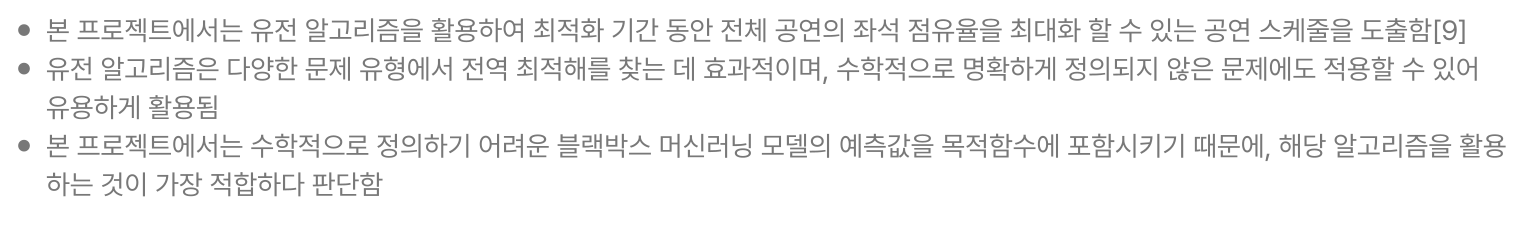 • 본 프로젝트에서는 유전 알고리즘을 활용하여 최적화 기간 동안 전체 공연의 좌석 점유율을 최대화 할 수 있는 공연 스케줄을 도출함[9]
• 유전 알고리즘은 다양한 문제 유형에서 전역 최적해를 찾는 데 효과적이며, 수학적으로 명확하게 정의되지 않은 문제에도 적용할 수 있어
유용하게 활용됨
• 본 프로젝트에서는 수학적으로 정의하기 어려운 블랙박스 머신러닝 모델의 예측값을 목적함수에 포함시키기 때문에, 해당 알고리즘을 활용
하는 것이 가장 적합하다 판단함